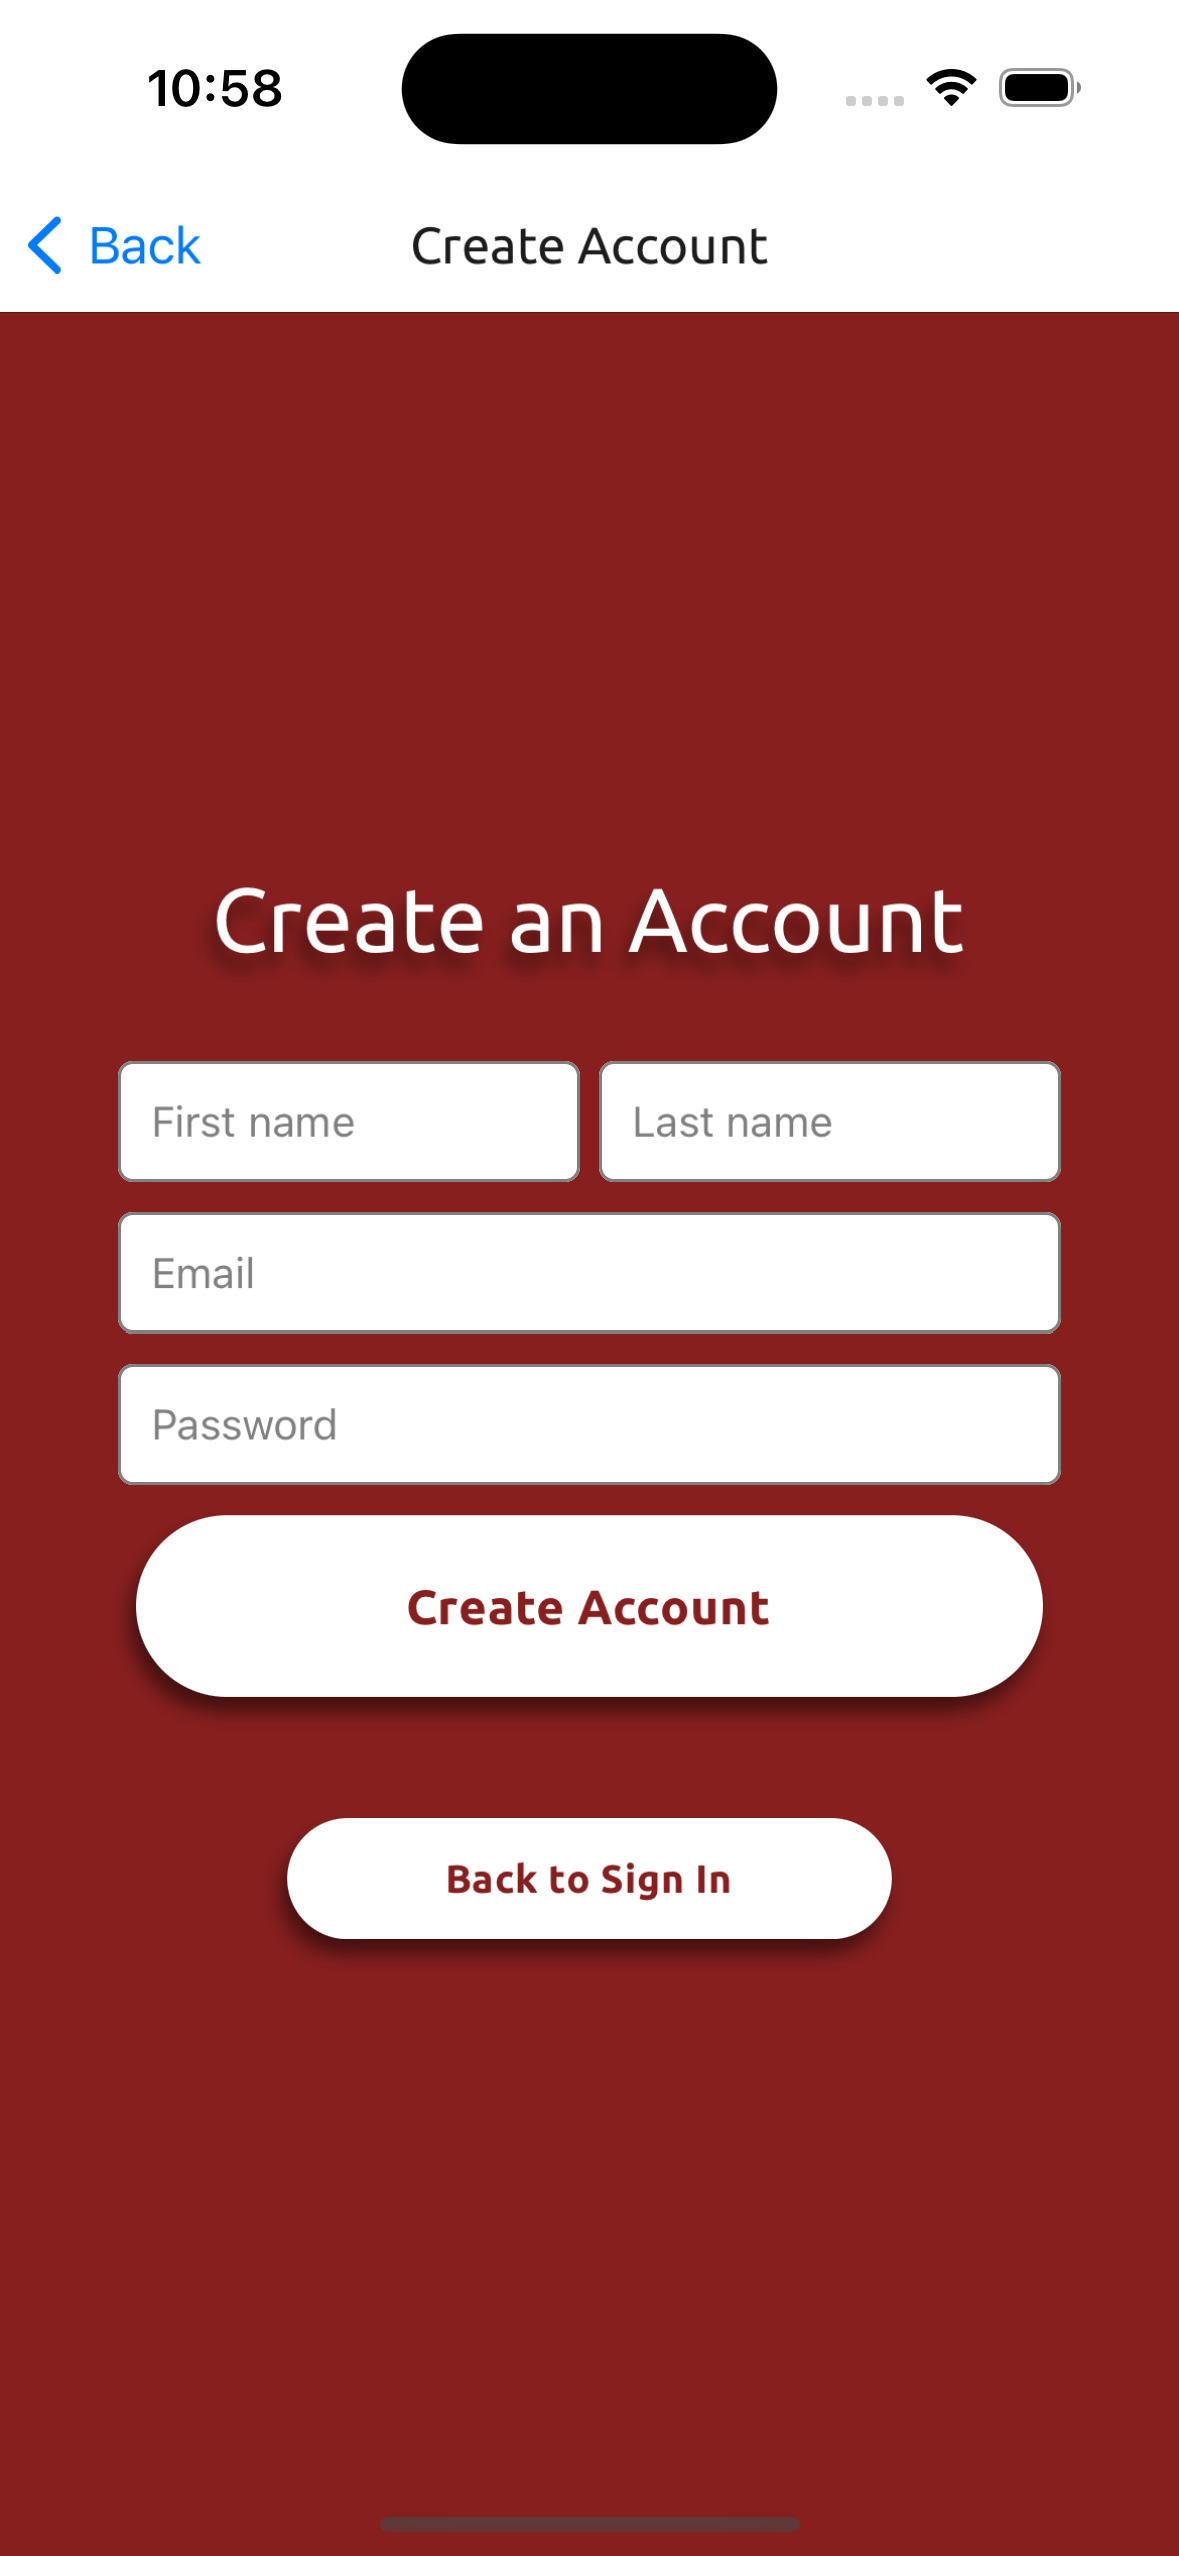 10:58
Back Create Account
Create an Account
First name Last name
Email
Password
Create Account
Back to Sign In